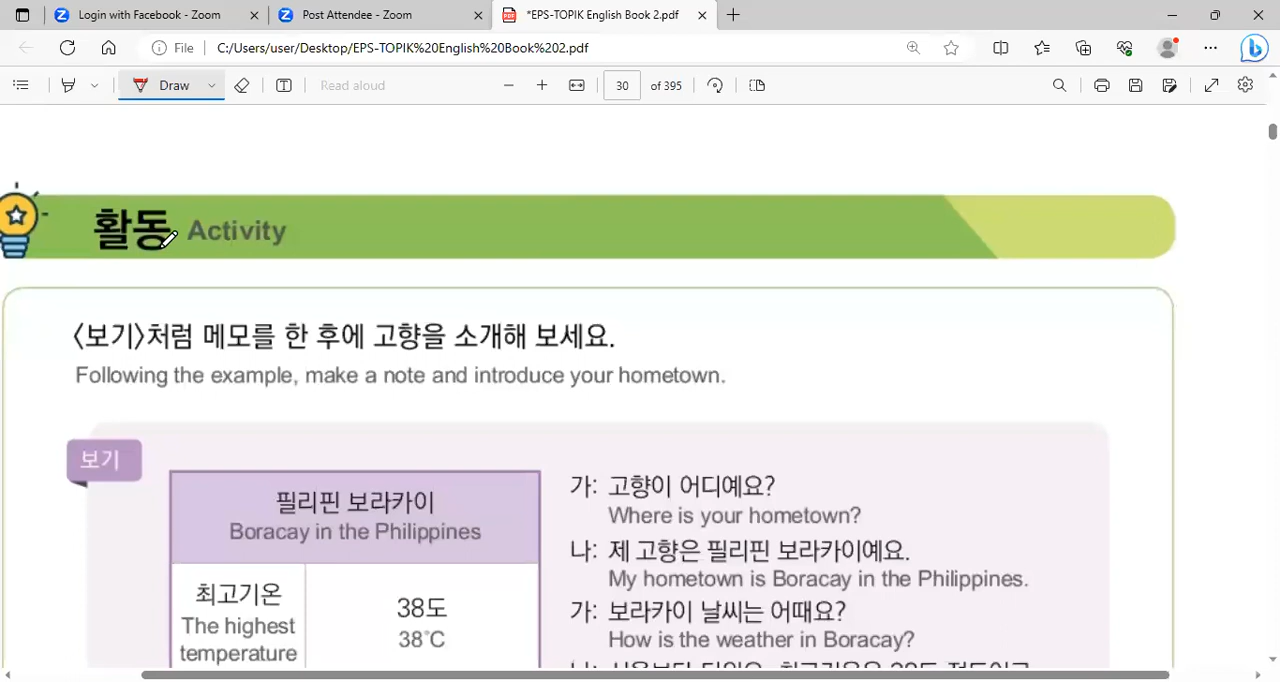 Login with Facebook - Zoom
Post Attendee - Zoom
*EPS-TOPIK English Book 2.pdf
File
C:/Users/user/Desktop/EPS-TOPIK%20English%20Book%202.pdf
Draw
Read aloud
30 of 395
활동 Activity
〈보기〉처럼 메모를 한 후에 고향을 소개해 보세요.
Following the example, make a note and introduce your hometown.
보기
필리핀 보라카이
Boracay in the Philippines
최고기온
The highest
temperature
38도
38°C
가: 고향이 어디예요?
Where is your hometown?
나: 제 고향은 필리핀 보라카이예요.
My hometown is Boracay in the Philippines.
가: 보라카이 날씨는 어때요?
How is the weather in Boracay?